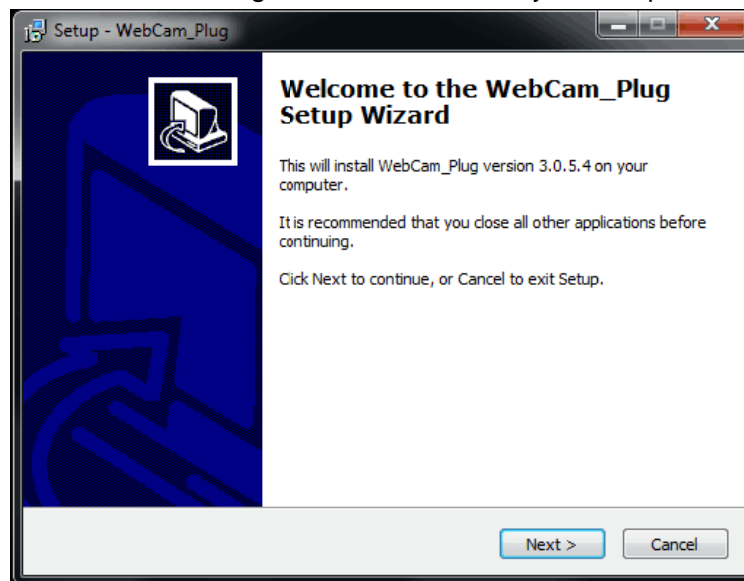 Setup - WebCam_Plug
Welcome to the WebCam_Plug
Setup Wizard
This will install WebCam_Plug version 3.0.5.4 on your
computer.
It is recommended that you close all other applications before
continuing.
Click Next to continue, or Cancel to exit Setup.
Next >
Cancel